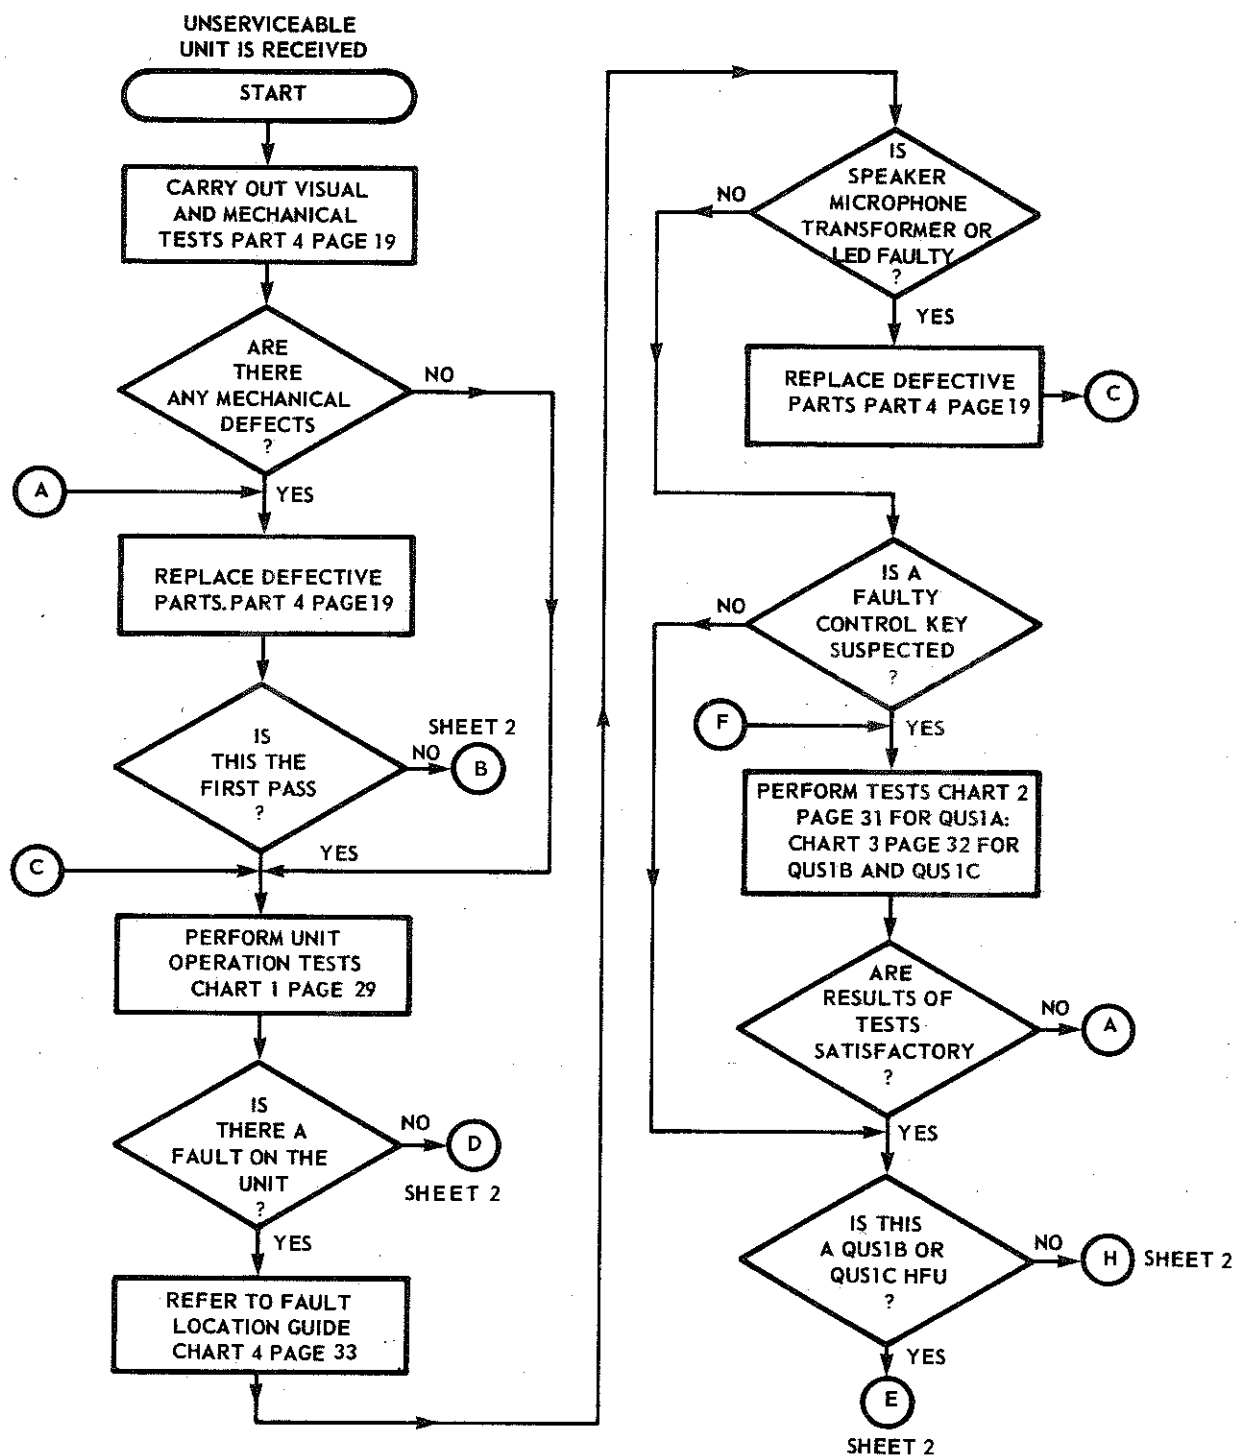 UNSERVICEABLE
UNIT IS RECEIVED
START
CARRY OUT VISUAL
AND MECHANICAL
TESTS PART 4 PAGE 19
ARE
THERE
ANY MECHANICAL
DEFECTS
?
NO
A
YES
REPLACE DEFECTIVE
PARTS.PART 4 PAGE 19
IS
THIS THE
FIRST PASS
?
NO
SHEET 2
B
YES
C
PERFORM UNIT
OPERATION TESTS
CHART 1 PAGE 29
IS
THERE A
FAULT ON THE
UNIT
?
NO
D
SHEET 2
YES
REFER TO FAULT
LOCATION GUIDE
CHART 4 PAGE 33
IS
SPEAKER
MICROPHONE
TRANSFORMER OR
LED FAULTY
?
NO
YES
REPLACE DEFECTIVE
PARTS PART 4 PAGE 19
C
IS A
FAULTY
CONTROL KEY
SUSPECTED
?
NO
F
YES
PERFORM TESTS CHART 2
PAGE 31 FOR QUS1A:
CHART 3 PAGE 32 FOR
QUS1B AND QUS1C
ARE
RESULTS OF
TESTS
SATISFACTORY
?
NO
A
YES
IS THIS
A QUS1B OR
QUS1C HFU
?
NO
H
SHEET 2
YES
E
SHEET 2